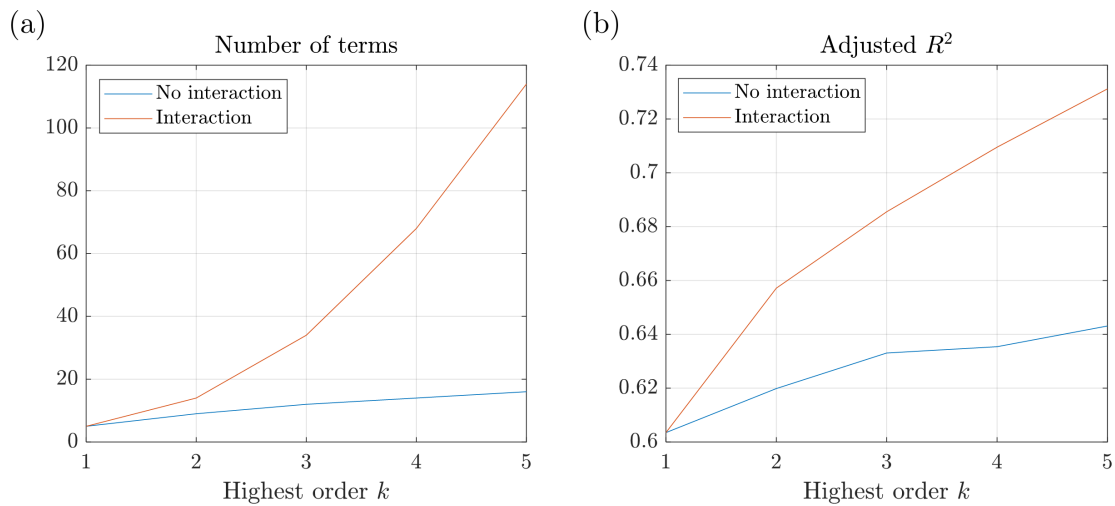 (a)
Number of terms
120
100
80
60
40
20
0
No interaction
Interaction
1 2 3 4 5
Highest order k
(b)
Adjusted R²
0.74
0.72
0.7
0.68
0.66
0.64
0.62
0.6
No interaction
Interaction
1 2 3 4 5
Highest order k